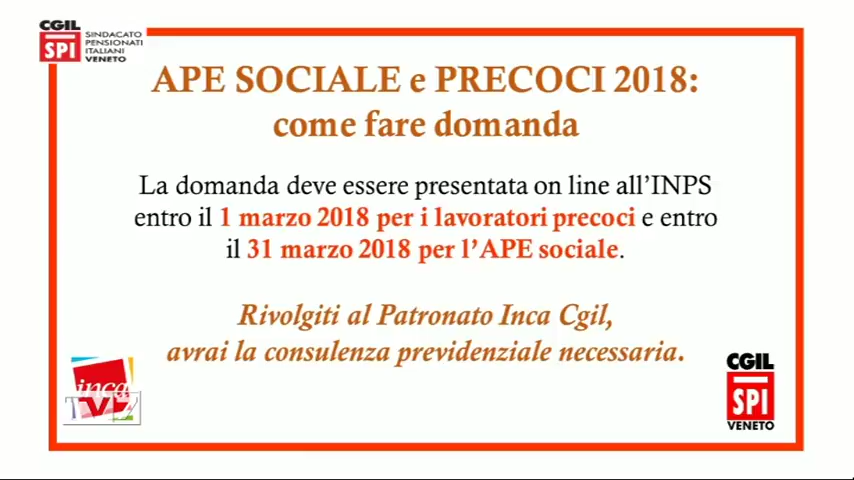 CGIL
SPI
SINDACATO
PENSIONATI
ITALIANI
VENETO
APE SOCIALE e PRECOCI 2018:
come fare domanda
La domanda deve essere presentata on line all'INPS
entro il 1 marzo 2018 per i lavoratori precoci e entro
il 31 marzo 2018 per l'APE sociale.
Rivolgiti al Patronato Inca Cgil,
avrai la consulenza previdenziale necessaria.
inca
CGIL
SPI
VENETO